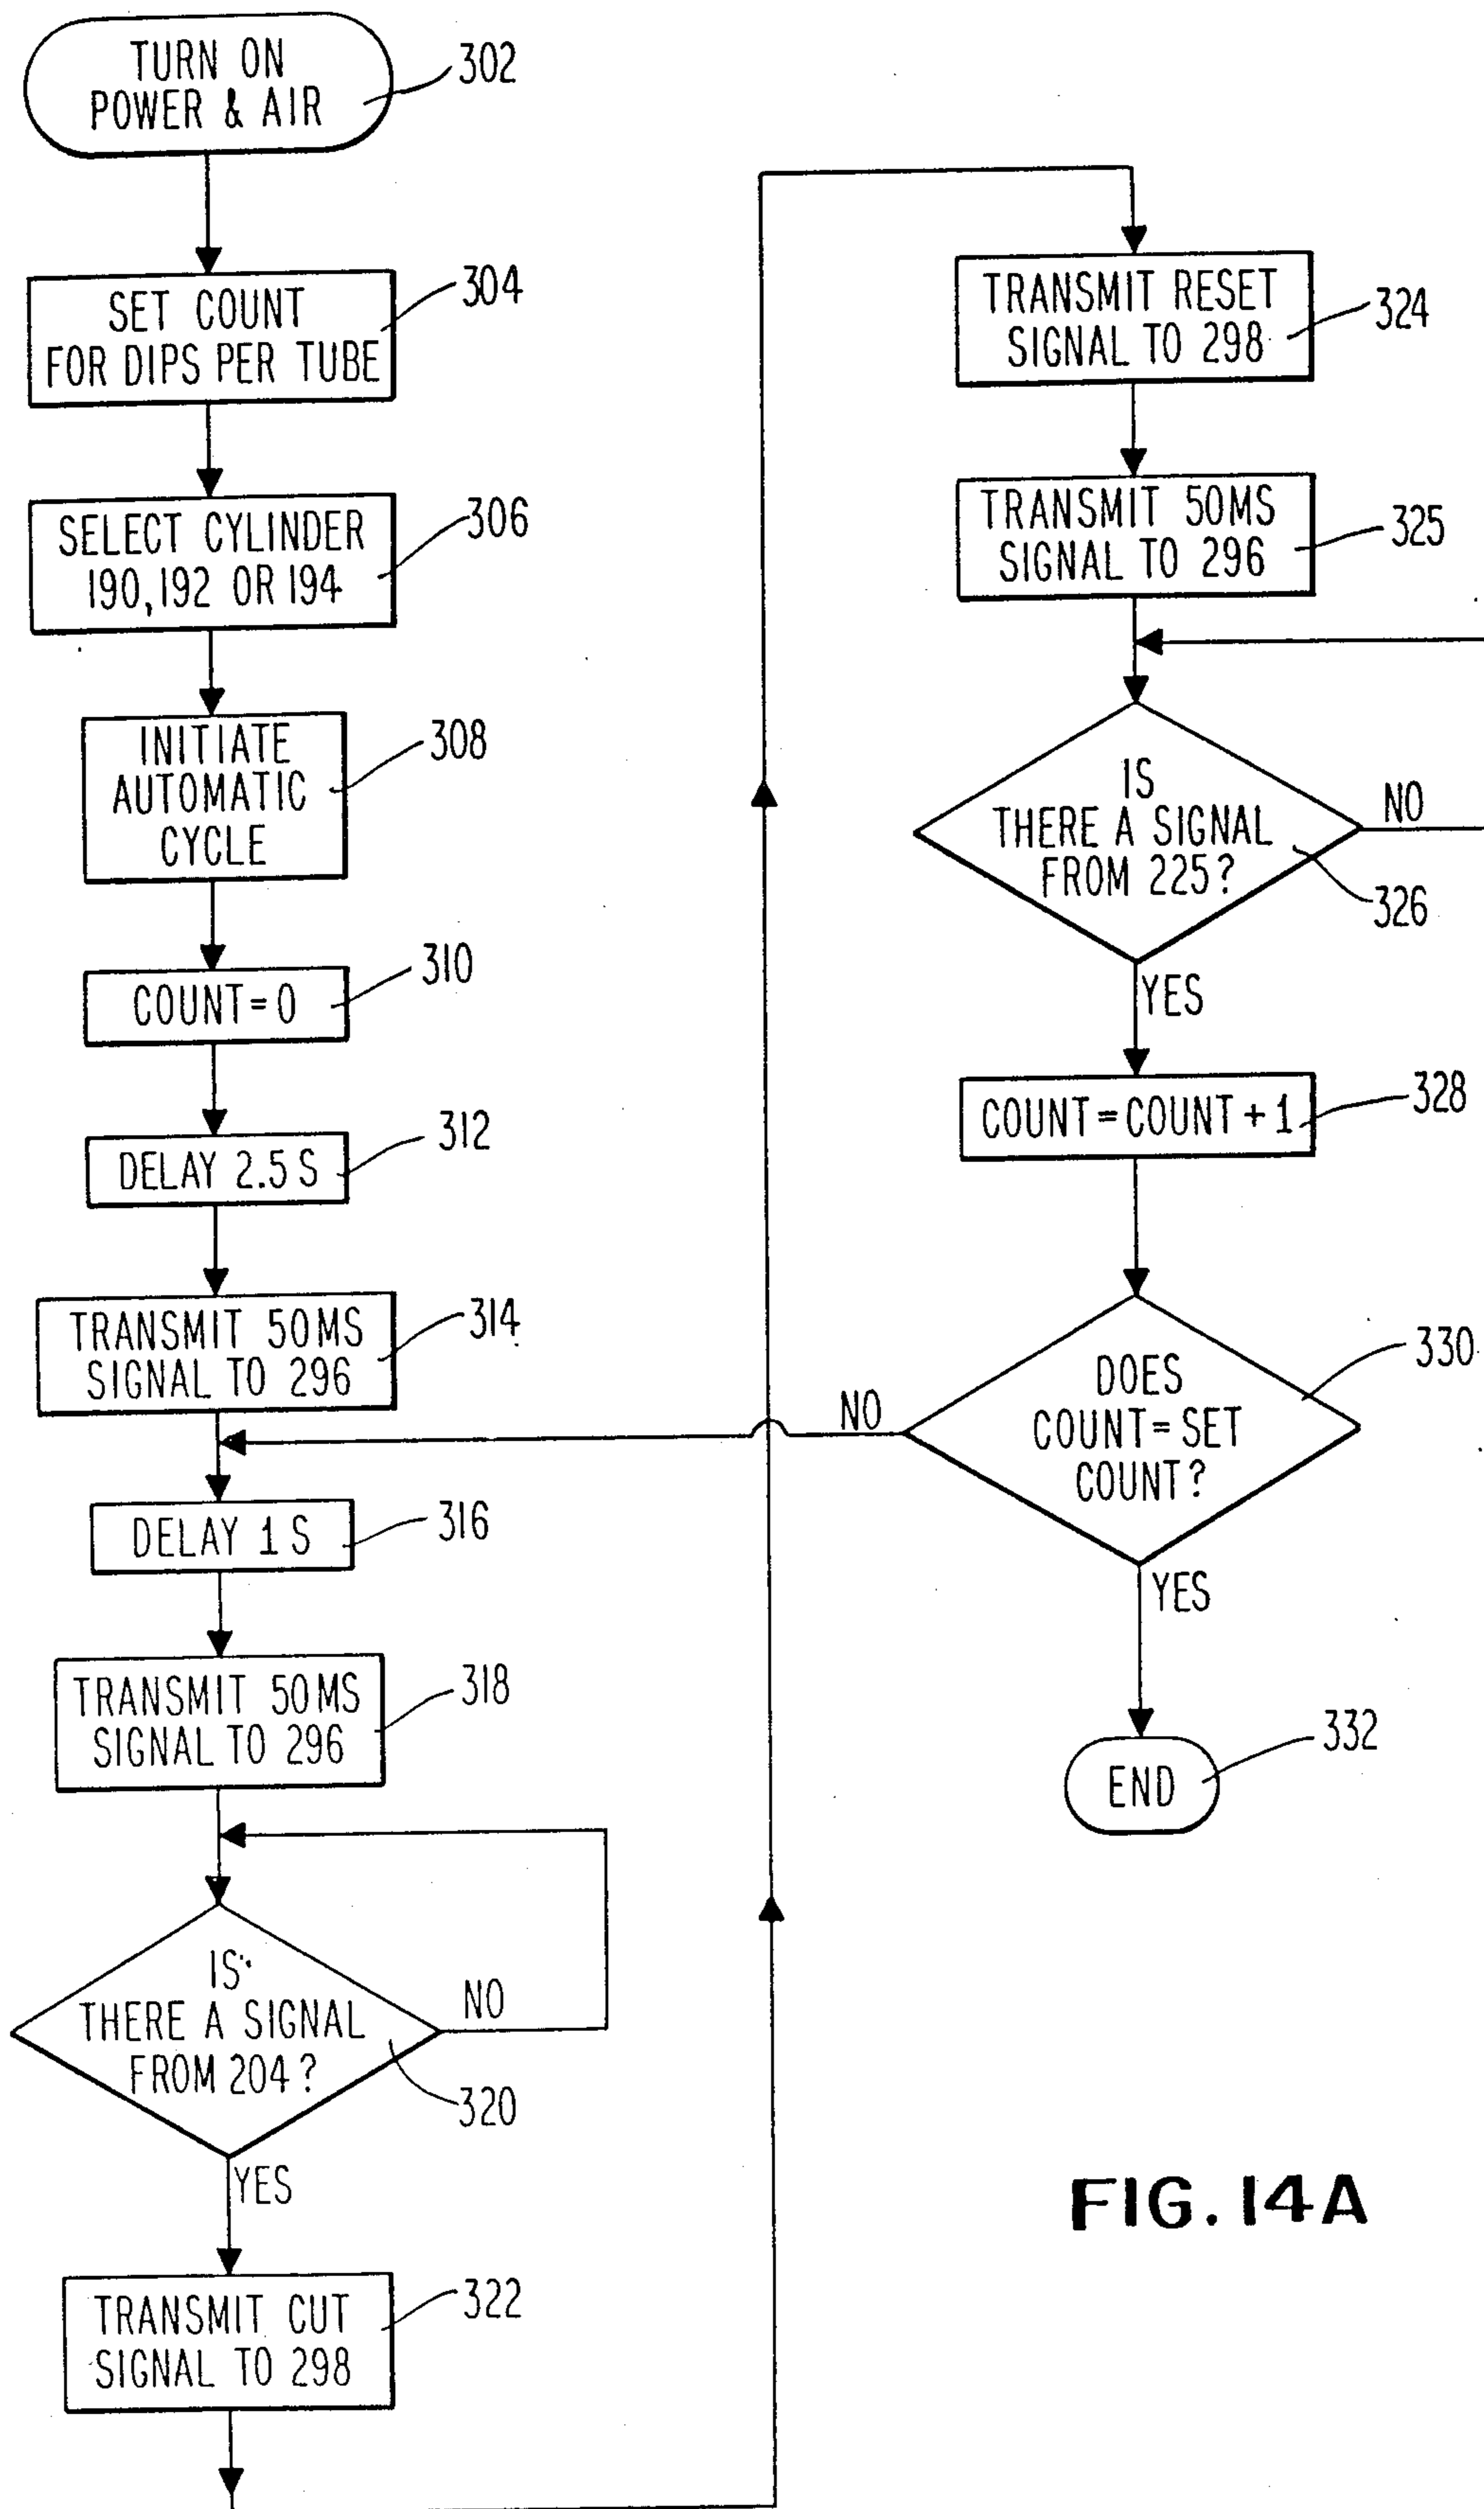 TURN ON
POWER & AIR
302
SET COUNT
FOR DIPS PER TUBE
304
SELECT CYLINDER
190,192 OR 194
306
INITIATE
AUTOMATIC
CYCLE
308
COUNT=0
310
DELAY 2.5 S
312
TRANSMIT 50MS
SIGNAL TO 296
314
DELAY 1 S
316
TRANSMIT 50MS
SIGNAL TO 296
318
IS
THERE A SIGNAL
FROM 204?
NO
320
YES
TRANSMIT CUT
SIGNAL TO 298
322
TRANSMIT RESET
SIGNAL TO 298
324
TRANSMIT 50MS
SIGNAL TO 296
325
IS
THERE A SIGNAL
FROM 225?
NO
326
YES
COUNT=COUNT+1
328
DOES
COUNT=SET
COUNT?
330
NO
YES
END
332
FIG. 14A